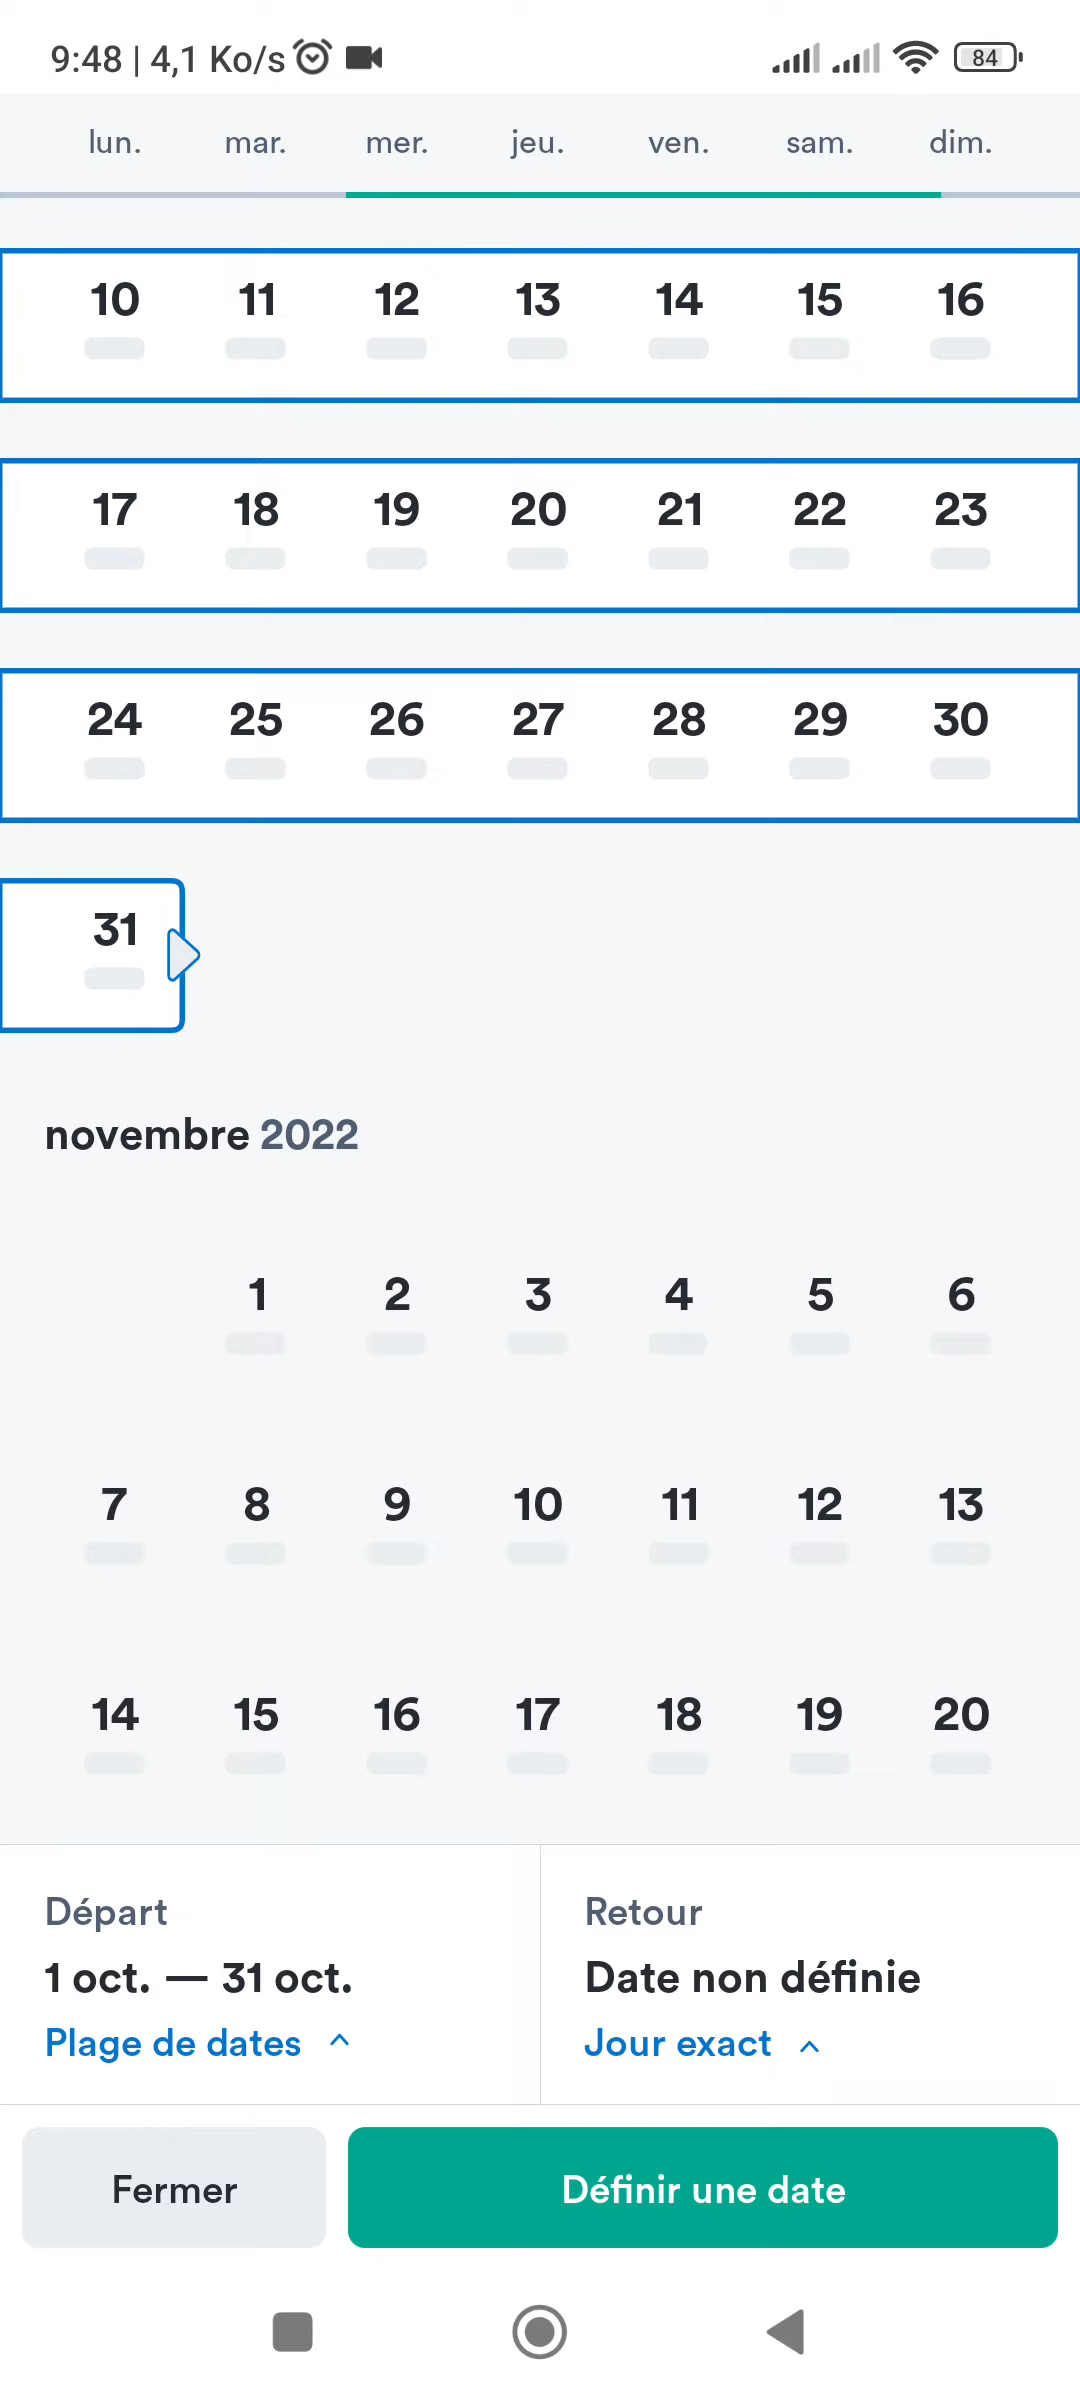 9:48 | 4,1 Ko/s 84
lun. mar. mer. jeu. ven. sam. dim.
10 11 12 13 14 15 16
17 18 19 20 21 22 23
24 25 26 27 28 29 30
31
novembre 2022
1 2 3 4 5 6
7 8 9 10 11 12 13
14 15 16 17 18 19 20
Départ
1 oct. — 31 oct.
Plage de dates
Retour
Date non définie
Jour exact
Fermer
Définir une date